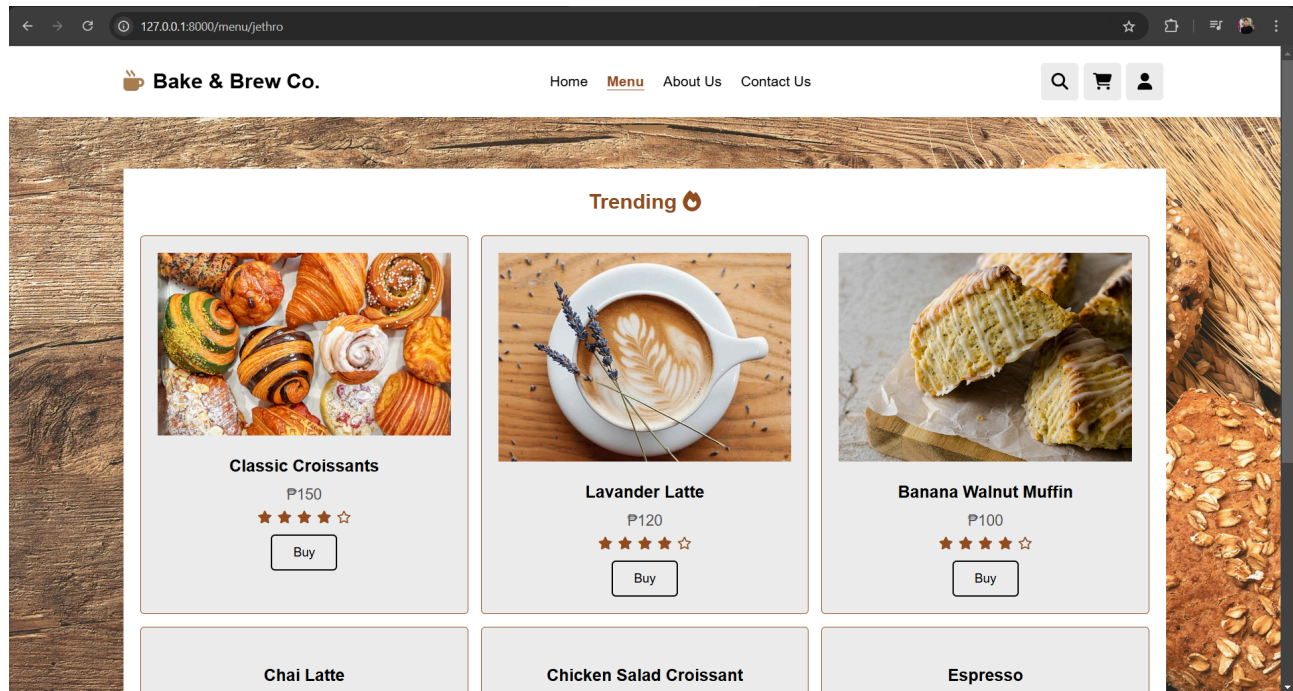 127.0.0.1:8000/menu/jethro
Bake & Brew Co.
Home Menu About Us Contact Us
Trending
Classic Croissants
₱150
Buy
Lavander Latte
₱120
Buy
Banana Walnut Muffin
₱100
Buy
Chai Latte
Chicken Salad Croissant
Espresso